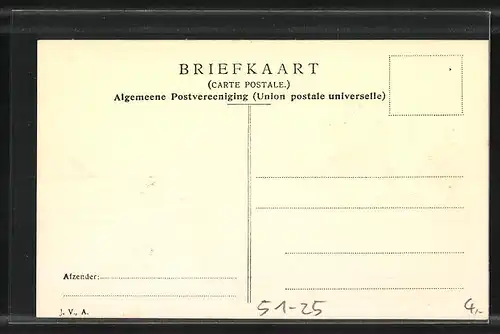 BRIEFKAART
(CARTE POSTALE.)
Algemeene Postvereeniging (Union postale universelle)
Afzender:
J. V., A.
51-25
4,-